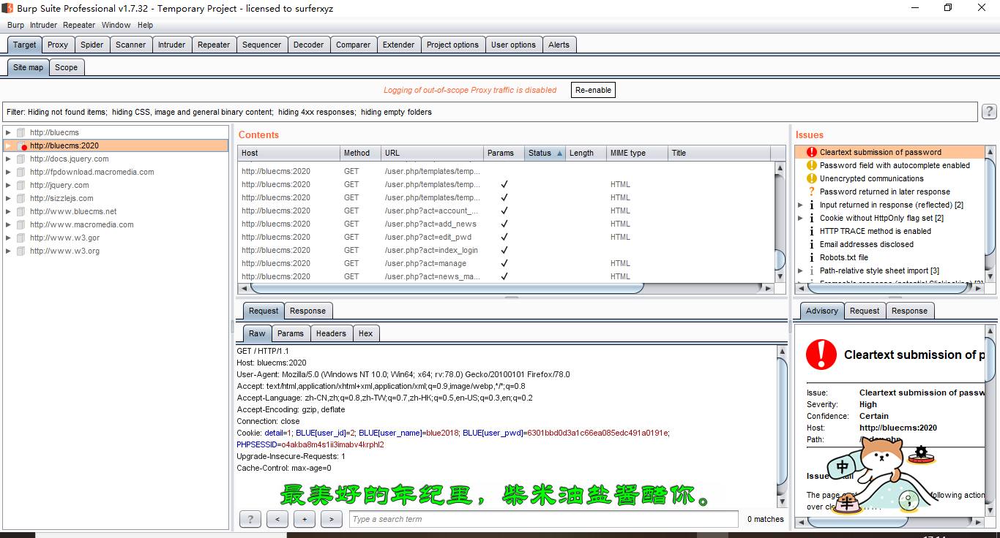 Burp Suite Professional v1.7.32 - Temporary Project - licensed to surferxyz
Burp Intruder Repeater Window Help
Target Proxy Spider Scanner Intruder Repeater Sequencer Decoder Comparer Extender Project options User options Alerts
Site map Scope
Logging of out-of-scope Proxy traffic is disabled Re-enable
Filter: Hiding not found items; hiding CSS, image and general binary content; hiding 4xx responses; hiding empty folders ?
http://bluecms
http://bluecms:2020
http://docs.jquery.com
http://fpdownload.macromedia.com
http://jquery.com
http://sizzlejs.com
http://www.bluecms.net
http://www.macromedia.com
http://www.w3.gor
http://www.w3.org
Contents
Host Method URL Params Status Length MIME type Title
http://bluecms:2020 GET /user.php/templates/temp...
http://bluecms:2020 GET /user.php/templates/temp... ✓ HTML
http://bluecms:2020 GET /user.php/templates/temp... ✓ HTML
http://bluecms:2020 GET /user.php?act=account_... ✓ HTML
http://bluecms:2020 GET /user.php?act=add_news ✓ HTML
http://bluecms:2020 GET /user.php?act=edit_pwd ✓ HTML
http://bluecms:2020 GET /user.php?act=index_login ✓
http://bluecms:2020 GET /user.php?act=manage ✓ HTML
http://bluecms:2020 GET /user.php?act=news_ma... ✓ HTML
Issues
Cleartext submission of password
Password field with autocomplete enabled
Unencrypted communications
Password returned in later response
Input returned in response (reflected) [2]
Cookie without HttpOnly flag set [2]
HTTP TRACE method is enabled
Email addresses disclosed
Robots.txt file
Path-relative style sheet import [3]
Request Response
Raw Params Headers Hex
GET / HTTP/1.1
Host: bluecms:2020
User-Agent: Mozilla/5.0 (Windows NT 10.0; Win64; x64; rv:78.0) Gecko/20100101 Firefox/78.0
Accept: text/html,application/xhtml+xml,application/xml;q=0.9,image/webp,*/*;q=0.8
Accept-Language: zh-CN,zh;q=0.8,zh-TW;q=0.7,zh-HK;q=0.5,en-US;q=0.3,en;q=0.2
Accept-Encoding: gzip, deflate
Connection: close
Cookie: detail=1; BLUE[user_id]=2; BLUE[user_name]=blue2018; BLUE[user_pwd]=6301bbd0d3a1c66ea085edc491a0191e;
PHPSESSID=o4akba8m4s1ii3imabv4krphl2
Upgrade-Insecure-Requests: 1
Cache-Control: max-age=0
最美好的年纪里，柴米油盐酱醋你。
? < + > Type a search term 0 matches
Advisory Request Response
Cleartext submission of p
Issue: Cleartext submission of passw
Severity: High
Confidence: Certain
Host: http://bluecms:2020
Path:
Issue
The page following action
over
中
半